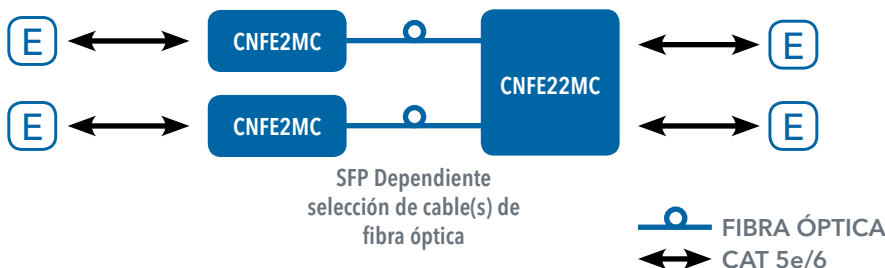 E
CNFE2MC
CNFE22MC
E
E
CNFE2MC
E
SFP Dependiente
selección de cable(s) de
fibra óptica
FIBRA ÓPTICA
CAT 5e/6